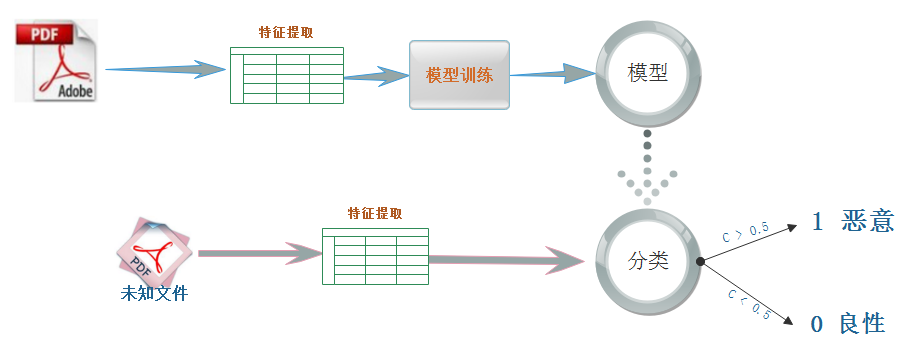 PDF
Adobe
特征提取
模型训练
模型
PDF
未知文件
特征提取
分类
C > 0.5
1 恶意
C < 0.5
0 良性